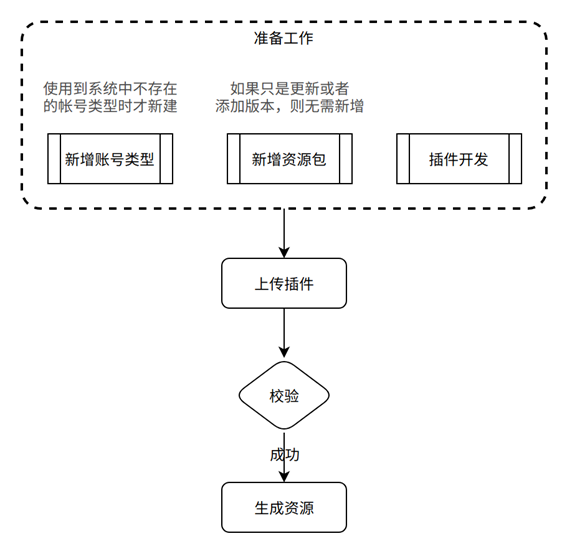 准备工作
使用到系统中不存在
的帐号类型时才新建
如果只是更新或者
添加版本，则无需新增
新增账号类型
新增资源包
插件开发
上传插件
校验
成功
生成资源